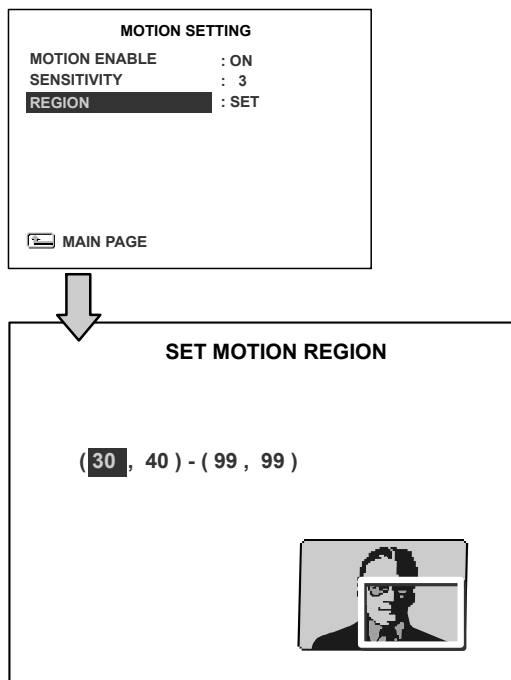 MOTION SETTING
MOTION ENABLE : ON
SENSITIVITY : 3
REGION : SET
MAIN PAGE
SET MOTION REGION
( 30 , 40 ) - ( 99 , 99 )